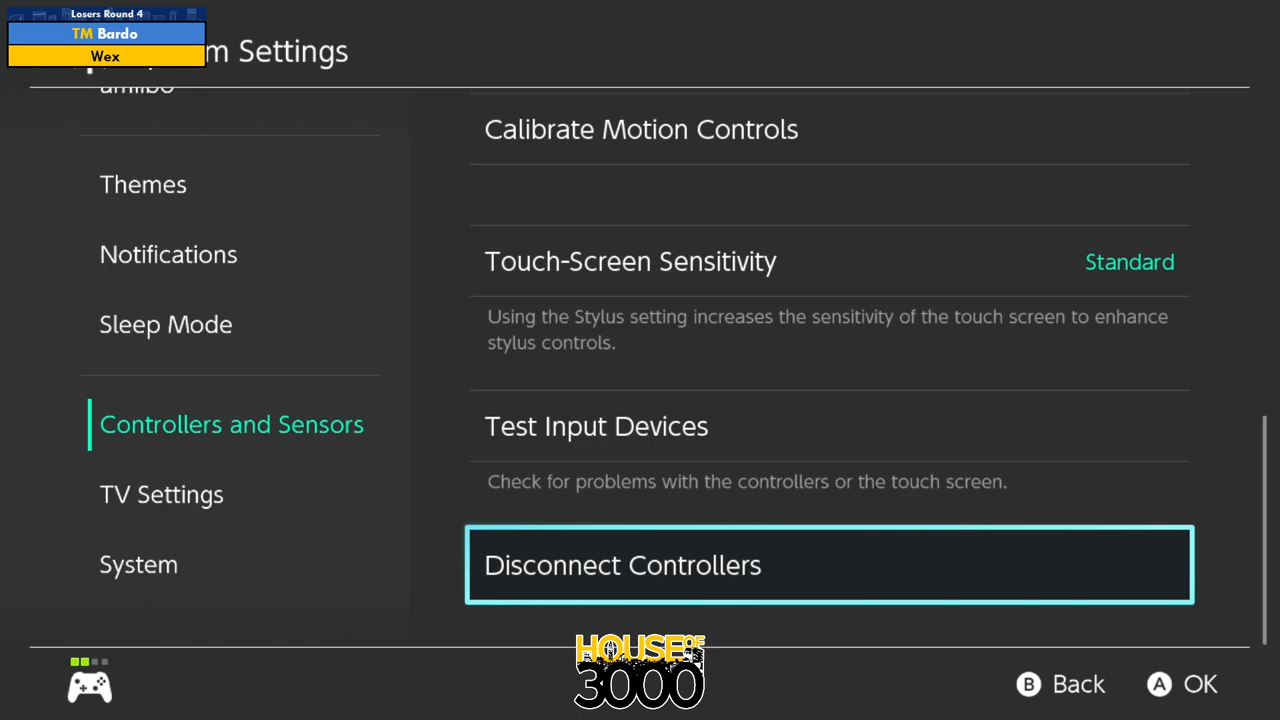 Losers Round 4
TM Bardo
Wex
m Settings
amiibo
Themes
Notifications
Sleep Mode
Controllers and Sensors
TV Settings
System
Calibrate Motion Controls
Touch-Screen Sensitivity
Standard
Using the Stylus setting increases the sensitivity of the touch screen to enhance
stylus controls.
Test Input Devices
Check for problems with the controllers or the touch screen.
Disconnect Controllers
HOUSE OF
3000
B Back
A OK